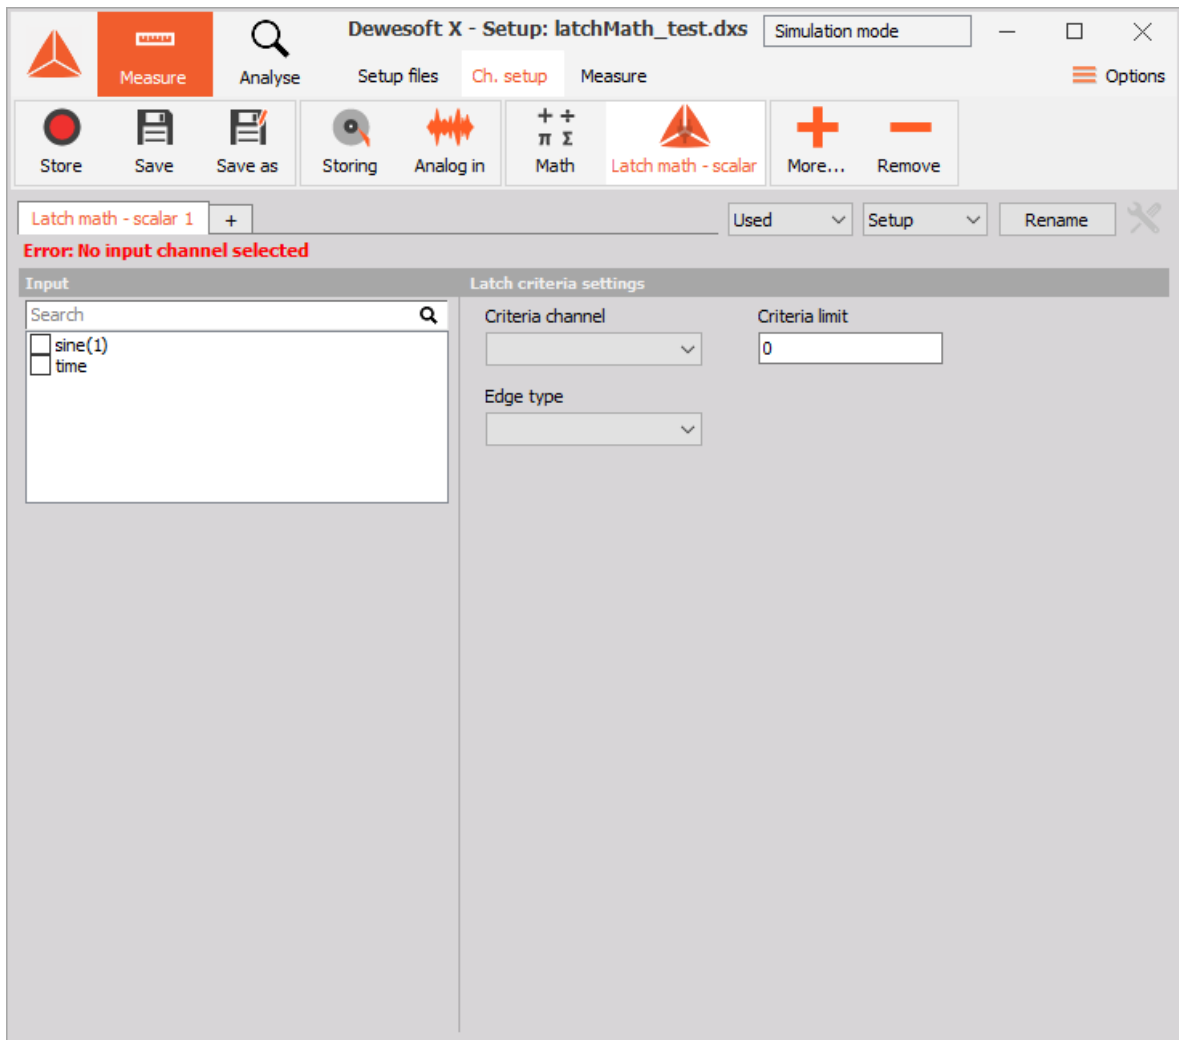 Dewesoft X - Setup: latchMath_test.dxs
Simulation mode
Measure
Analyse
Setup files
Ch. setup
Measure
Options
Store
Save
Save as
Storing
Analog in
Math
Latch math - scalar
More...
Remove
Latch math - scalar 1
+
Used
Setup
Rename
Error: No input channel selected
Input
Latch criteria settings
Search
Criteria channel
Criteria limit
sine(1)
0
time
Edge type